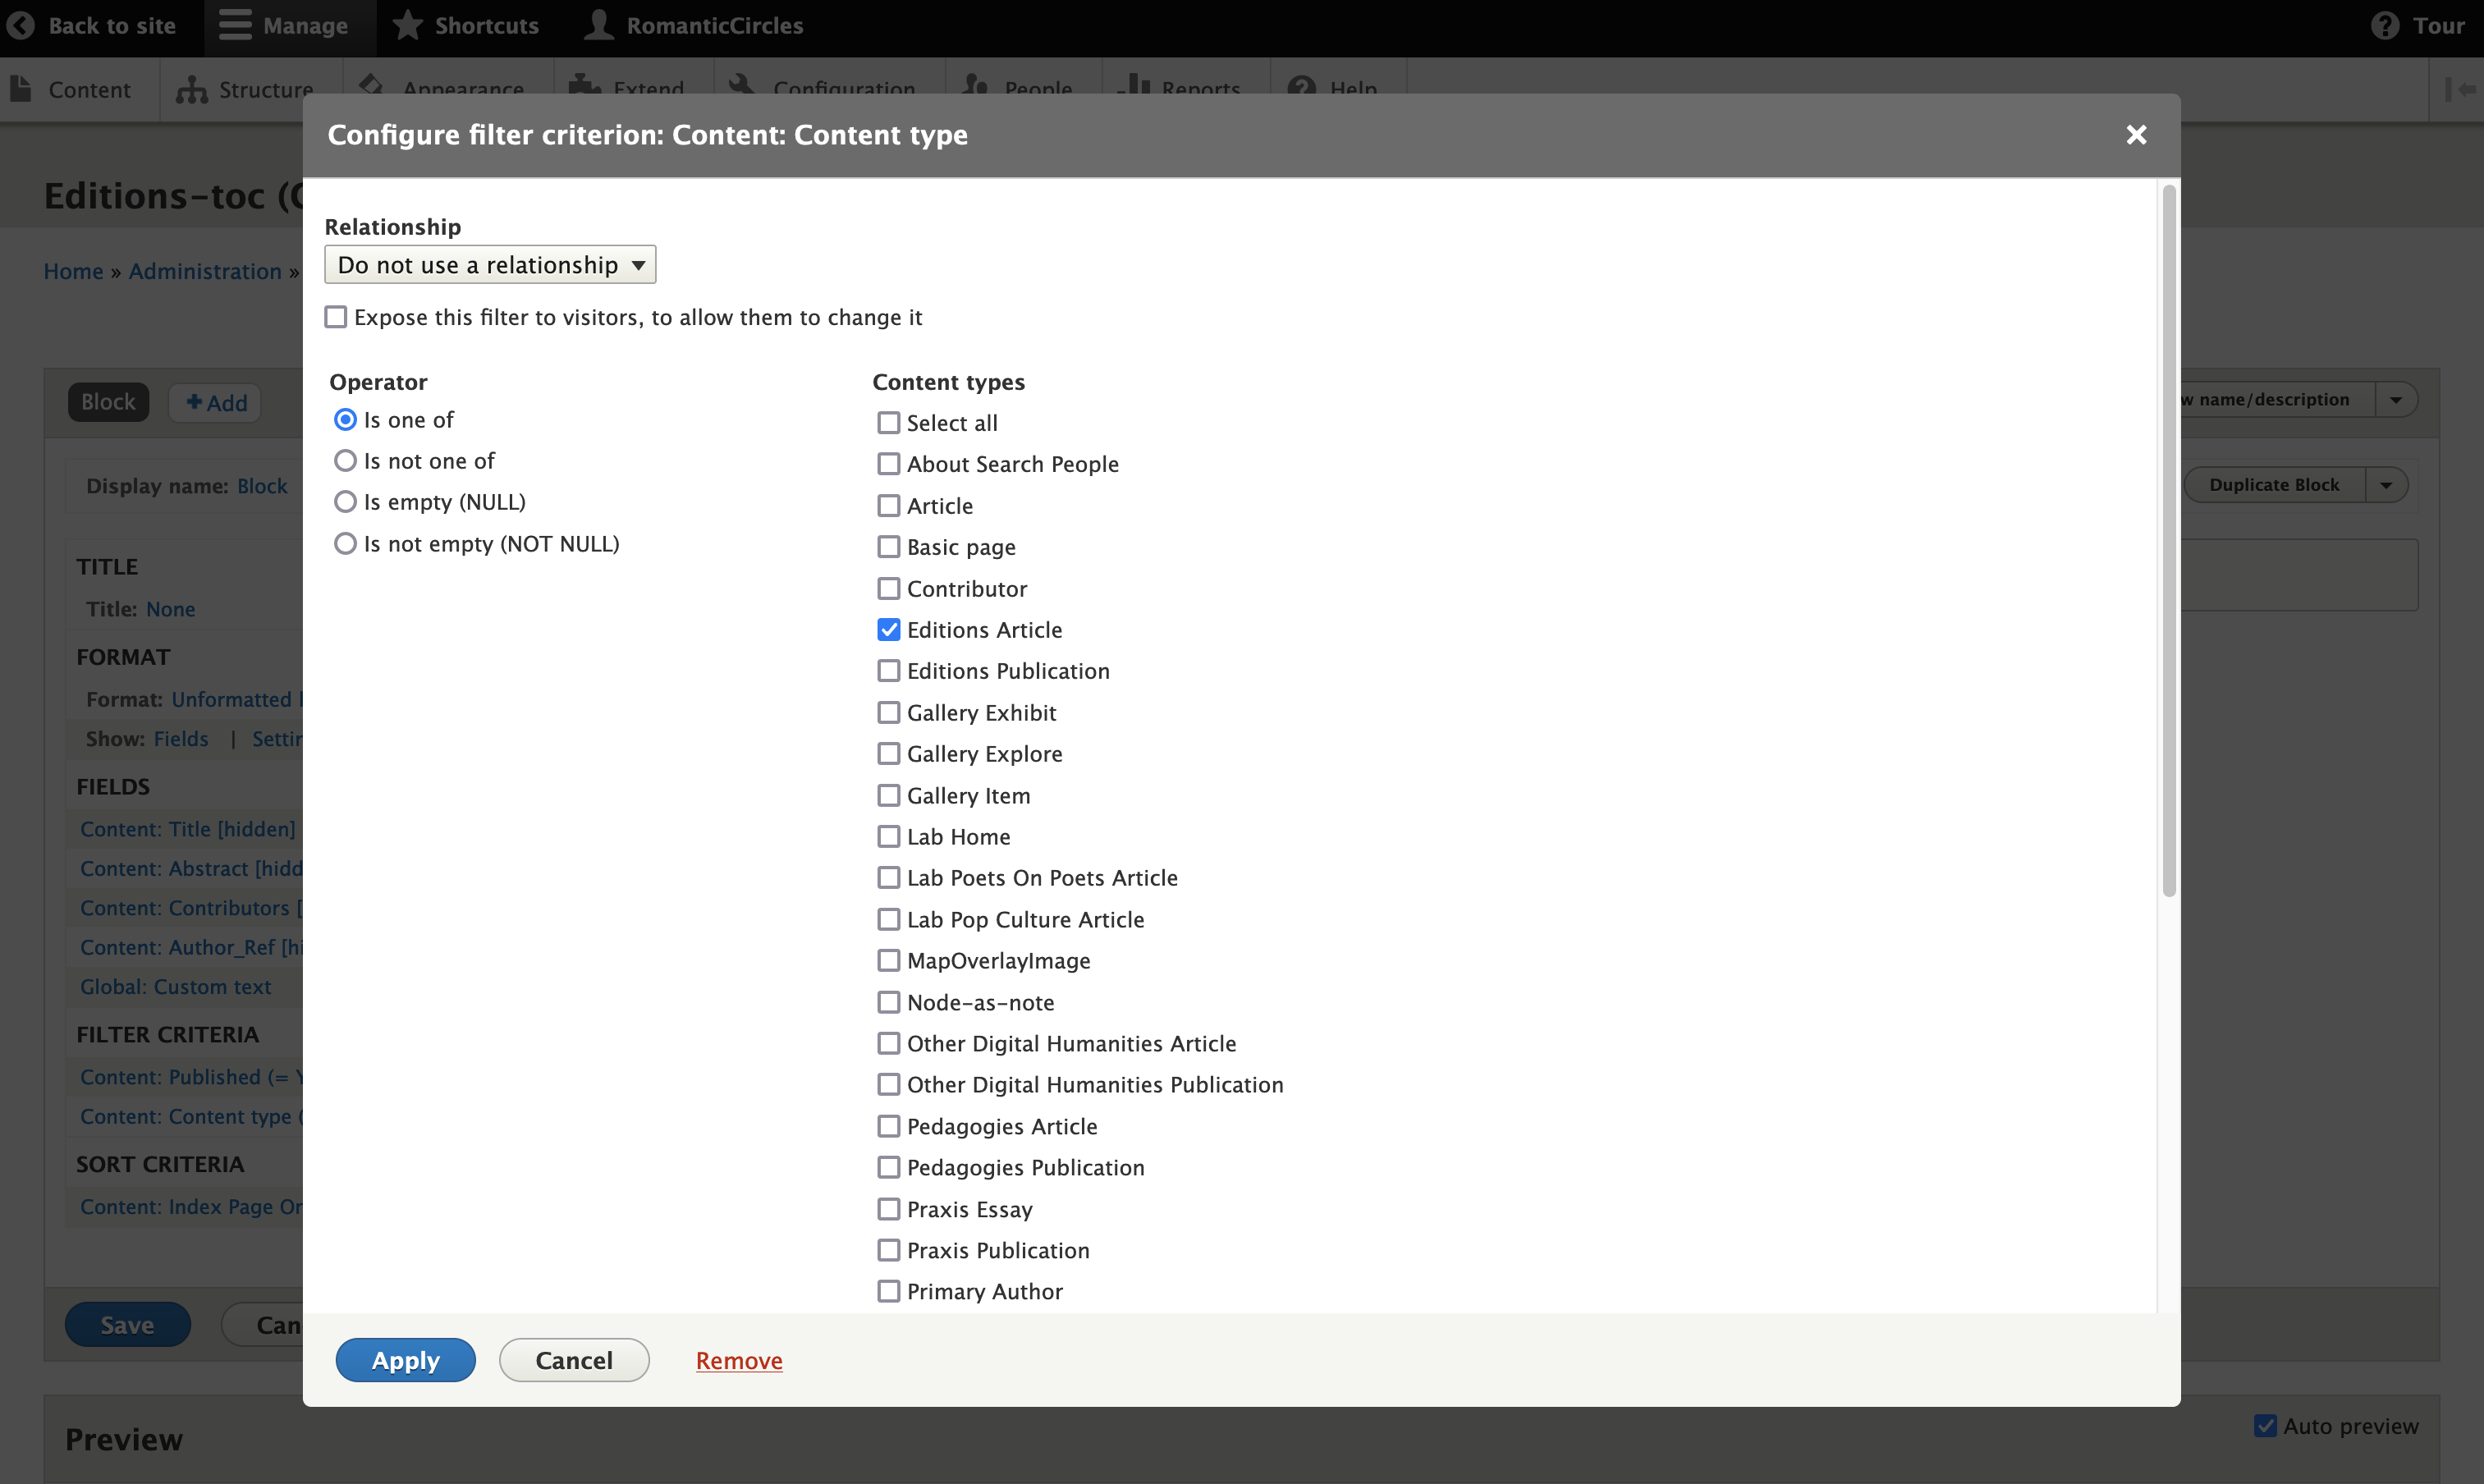 Back to site Manage Shortcuts RomanticCircles Tour
Content Structure Appearance Extend Configuration People Reports Help
Configure filter criterion: Content: Content type
Editions-toc (
Home » Administration »
Relationship
Do not use a relationship
Expose this filter to visitors, to allow them to change it
Operator
Is one of
Is not one of
Is empty (NULL)
Is not empty (NOT NULL)
Content types
Select all
About Search People
Article
Basic page
Contributor
Editions Article
Editions Publication
Gallery Exhibit
Gallery Explore
Gallery Item
Lab Home
Lab Poets On Poets Article
Lab Pop Culture Article
MapOverlayImage
Node-as-note
Other Digital Humanities Article
Other Digital Humanities Publication
Pedagogies Article
Pedagogies Publication
Praxis Essay
Praxis Publication
Primary Author
Apply Cancel Remove
Block Add
w name/description
Display name: Block
Duplicate Block
TITLE
Title: None
FORMAT
Format: Unformatted
Show: Fields | Settin
FIELDS
Content: Title [hidden]
Content: Abstract [hidd
Content: Contributors [
Content: Author_Ref [hi
Global: Custom text
FILTER CRITERIA
Content: Published (= Y
Content: Content type (
SORT CRITERIA
Content: Index Page Or
Save Can
Preview
Auto preview